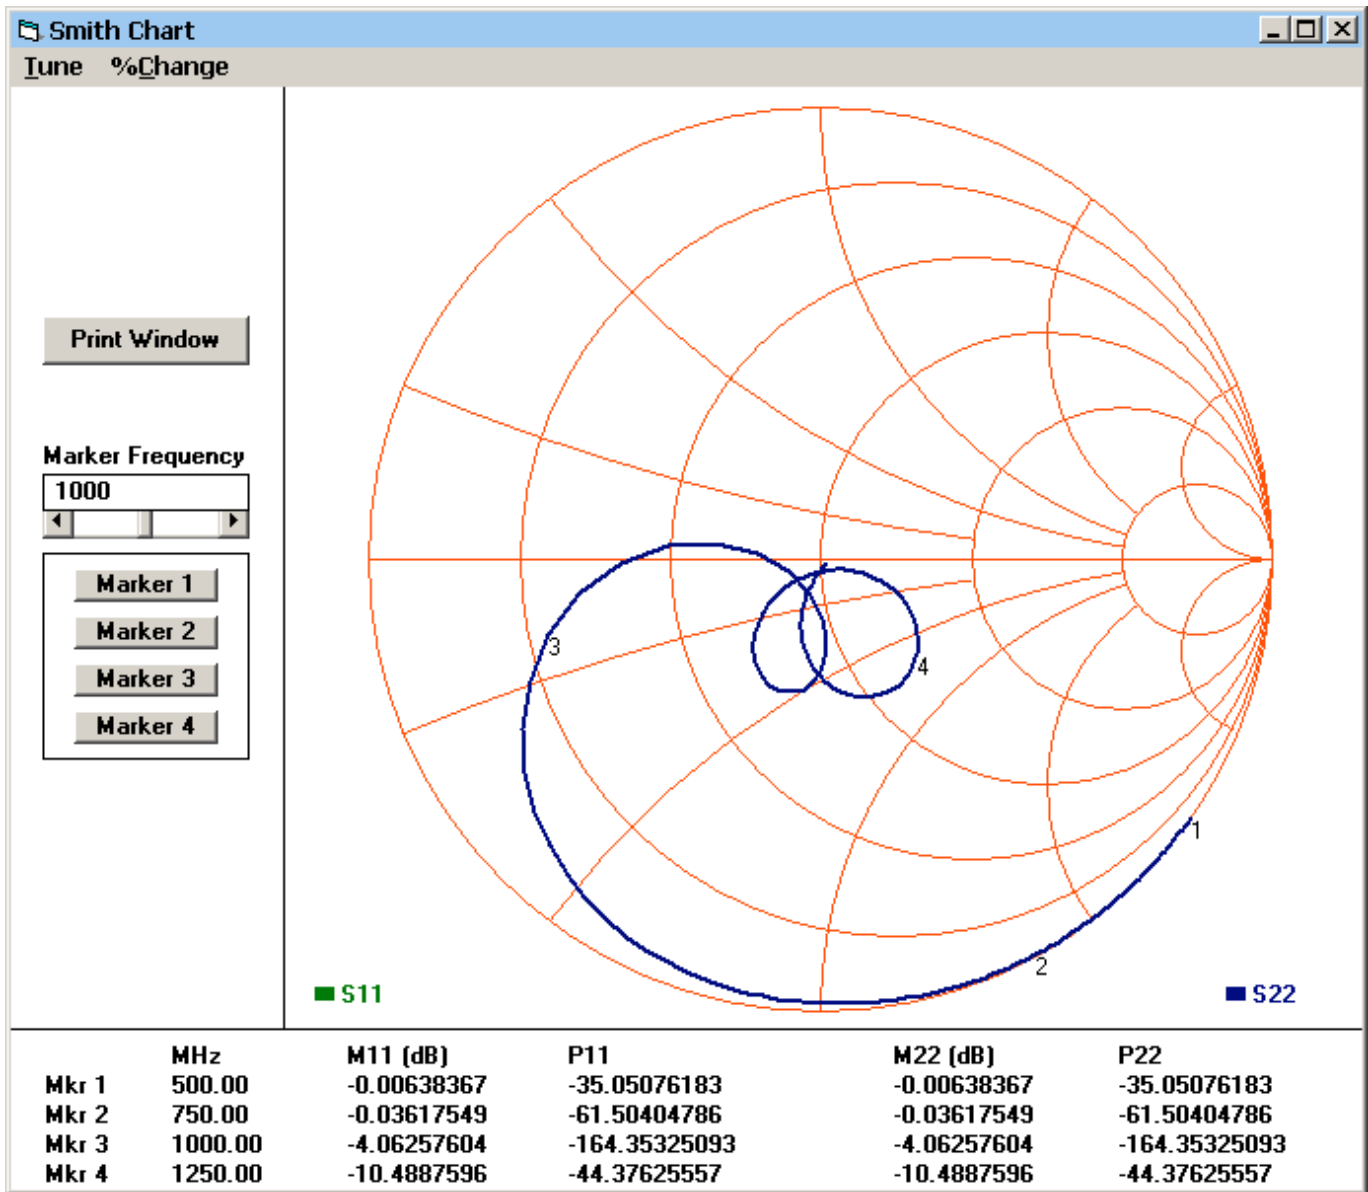 Smith Chart
Tune %Change
Print Window
Marker Frequency
1000
Marker 1
Marker 2
Marker 3
Marker 4
3
4
1
2
S11 S22
MHz M11 (dB) P11 M22 (dB) P22
Mkr 1 500.00 -0.00638367 -35.05076183 -0.00638367 -35.05076183
Mkr 2 750.00 -0.03617549 -61.50404786 -0.03617549 -61.50404786
Mkr 3 1000.00 -4.06257604 -164.35325093 -4.06257604 -164.35325093
Mkr 4 1250.00 -10.4887596 -44.37625557 -10.4887596 -44.37625557